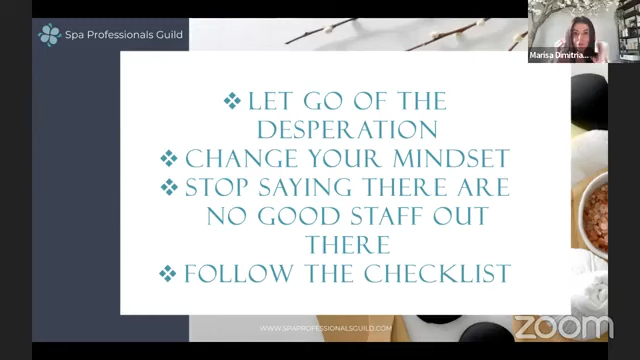 Spa Professionals Guild
Marisa Dimitria...
❖ LET GO OF THE
DESPERATION
❖ CHANGE YOUR MINDSET
❖ STOP SAYING THERE ARE
NO GOOD STAFF OUT
THERE
❖ FOLLOW THE CHECKLIST
WWW.SPAPROFESSIONALSGUILD.COM
zoom